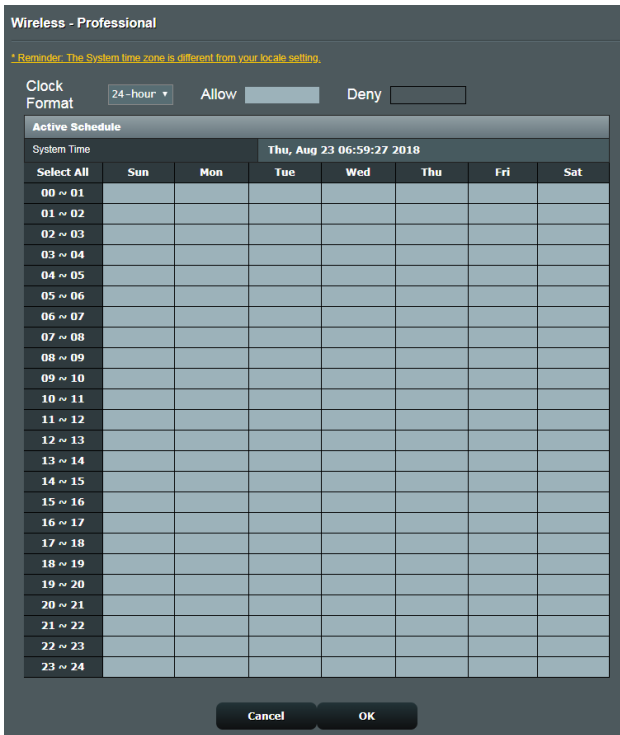 Wireless - Professional
* Reminder: The System time zone is different from your locale setting.
Clock Format 24-hour Allow Deny
Active Schedule
System Time Thu, Aug 23 06:59:27 2018
Select All Sun Mon Tue Wed Thu Fri Sat
00 ~ 01
01 ~ 02
02 ~ 03
03 ~ 04
04 ~ 05
05 ~ 06
06 ~ 07
07 ~ 08
08 ~ 09
09 ~ 10
10 ~ 11
11 ~ 12
12 ~ 13
13 ~ 14
14 ~ 15
15 ~ 16
16 ~ 17
17 ~ 18
18 ~ 19
19 ~ 20
20 ~ 21
21 ~ 22
22 ~ 23
23 ~ 24
Cancel OK